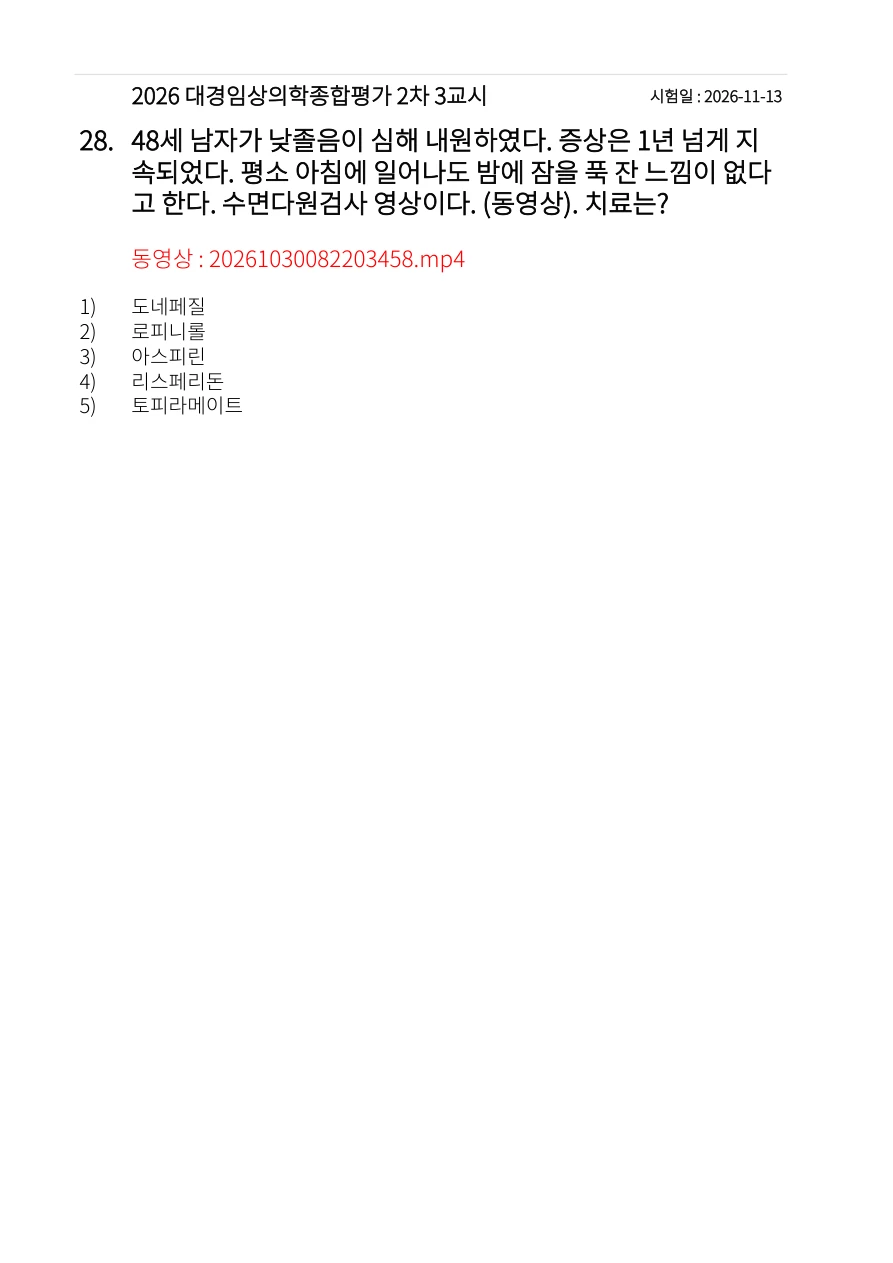 2026 대경임상의학종합평가 2차 3교시
시험일 : 2026-11-13
28. 48세 남자가 낮졸음이 심해 내원하였다. 증상은 1년 넘게 지
속되었다. 평소 아침에 일어나도 밤에 잠을 푹 잔 느낌이 없다
고 한다. 수면다원검사 영상이다. (동영상). 치료는?
동영상 : 20261030082203458.mp4
1) 도네페질
2) 로피니롤
3) 아스피린
4) 리스페리돈
5) 토피라메이트